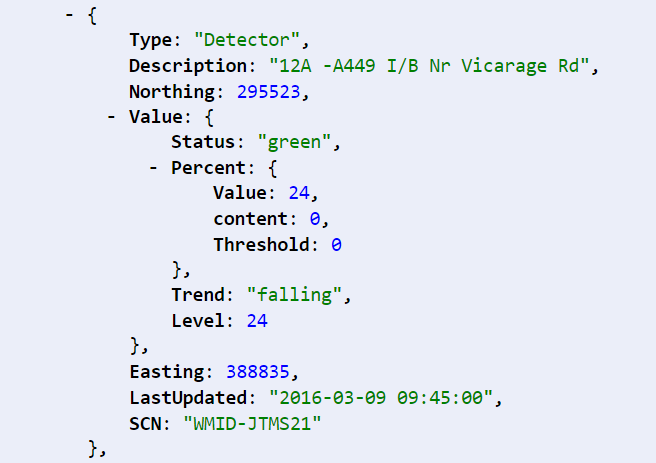 - {
Type: "Detector",
Description: "12A -A449 I/B Nr Vicarage Rd",
Northing: 295523,
- Value: {
Status: "green",
- Percent: {
Value: 24,
content: 0,
Threshold: 0
},
Trend: "falling",
Level: 24
},
Easting: 388835,
LastUpdated: "2016-03-09 09:45:00",
SCN: "WMID-JTMS21"
},